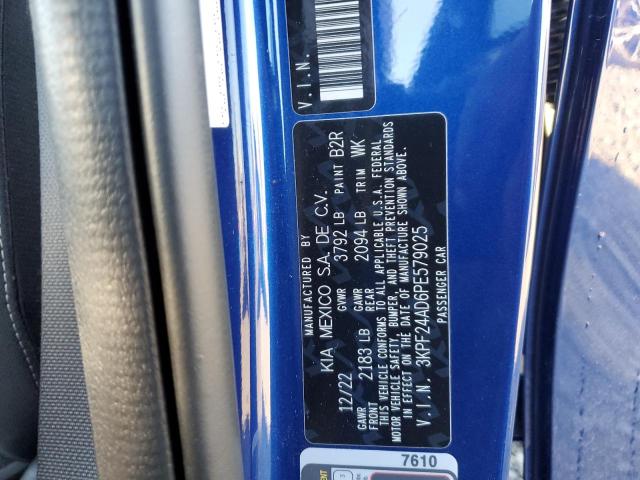 V.I.N.
MANUFACTURED BY
KIA MEXICO S.A. DE C.V.
12/22 GVWR 3792 LB PAINT B2R
GAWR FRONT 2183 LB GAWR REAR 2094 LB TRIM WK
THIS VEHICLE CONFORMS TO ALL APPLICABLE U.S.A. FEDERAL
MOTOR VEHICLE SAFETY, BUMPER, AND THEFT PREVENTION STANDARDS
IN EFFECT ON THE DATE OF MANUFACTURE SHOWN ABOVE.
V.I.N. 3KPF24AD6PE579025
PASSENGER CAR
7610